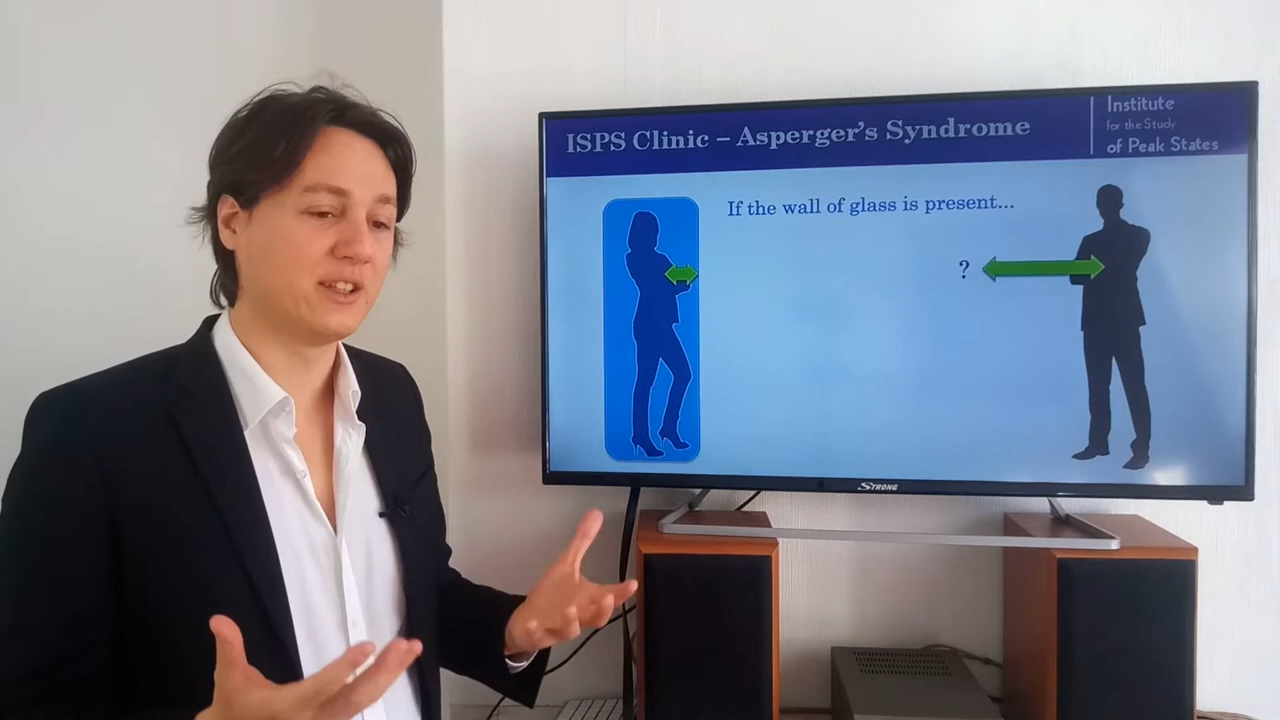 ISPS Clinic – Asperger's Syndrome
Institute
for the Study
of Peak States
If the wall of glass is present...
?
STRONG